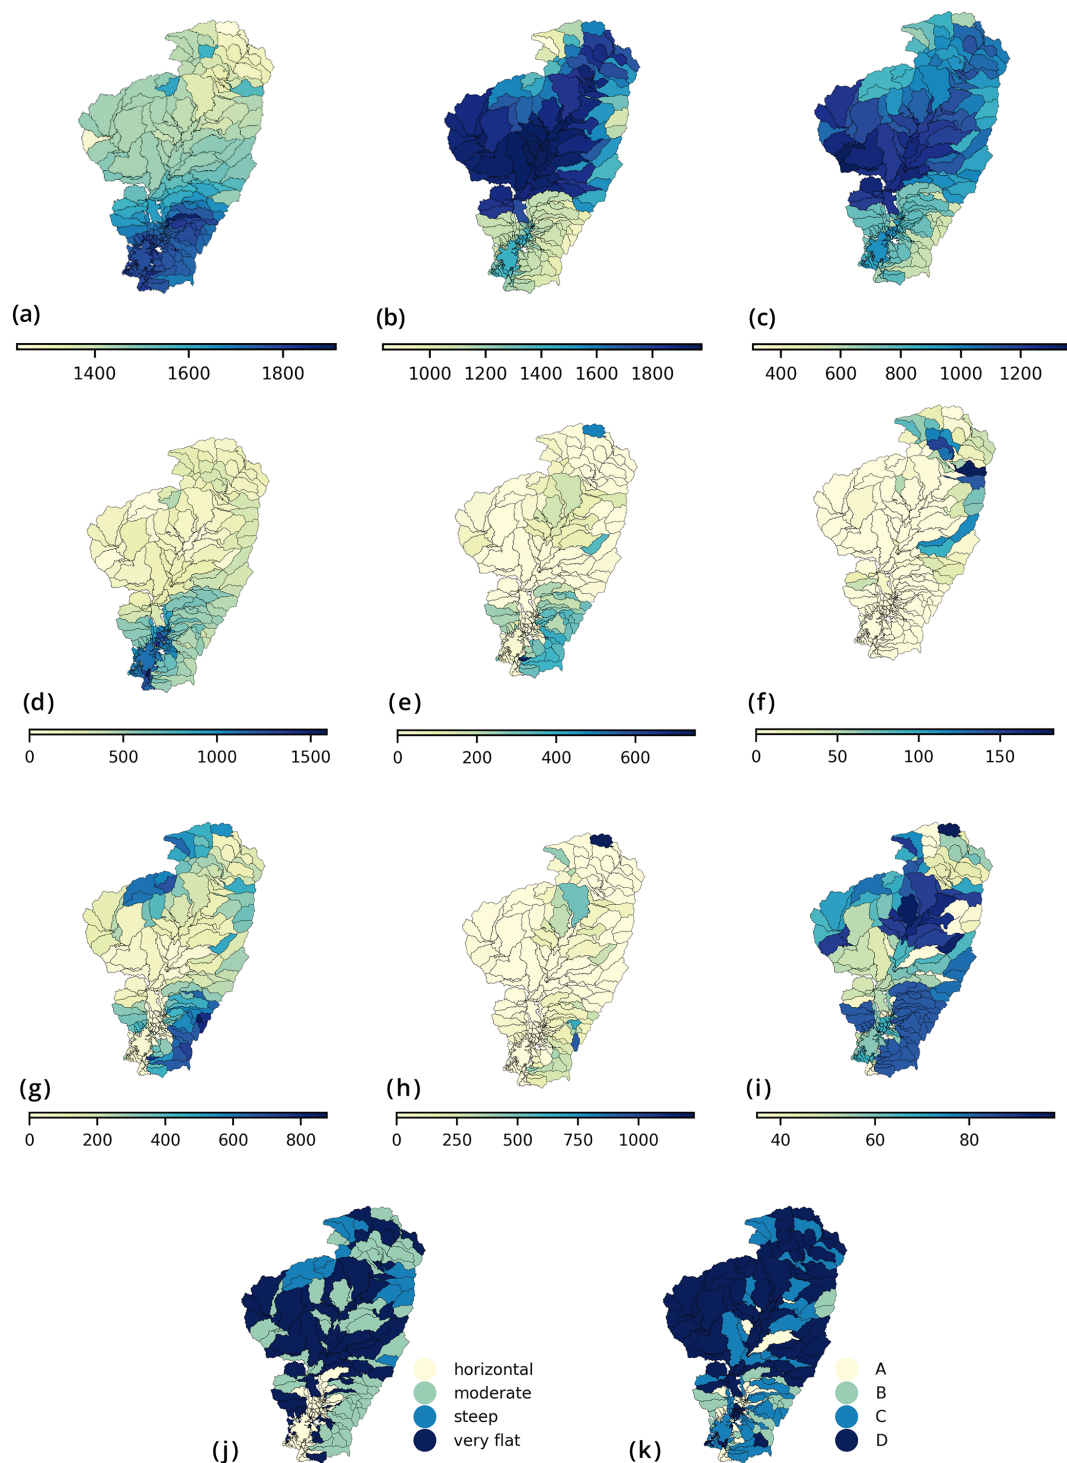 (a) (b) (c)
1400 1600 1800
1000 1200 1400 1600 1800
400 600 800 1000 1200
(d) (e) (f)
0 500 1000 1500
0 200 400 600
0 50 100 150
(g) (h) (i)
0 200 400 600 800
0 250 500 750 1000
40 60 80
horizontal
moderate
steep
very flat
(j)
A
B
C
D
(k)